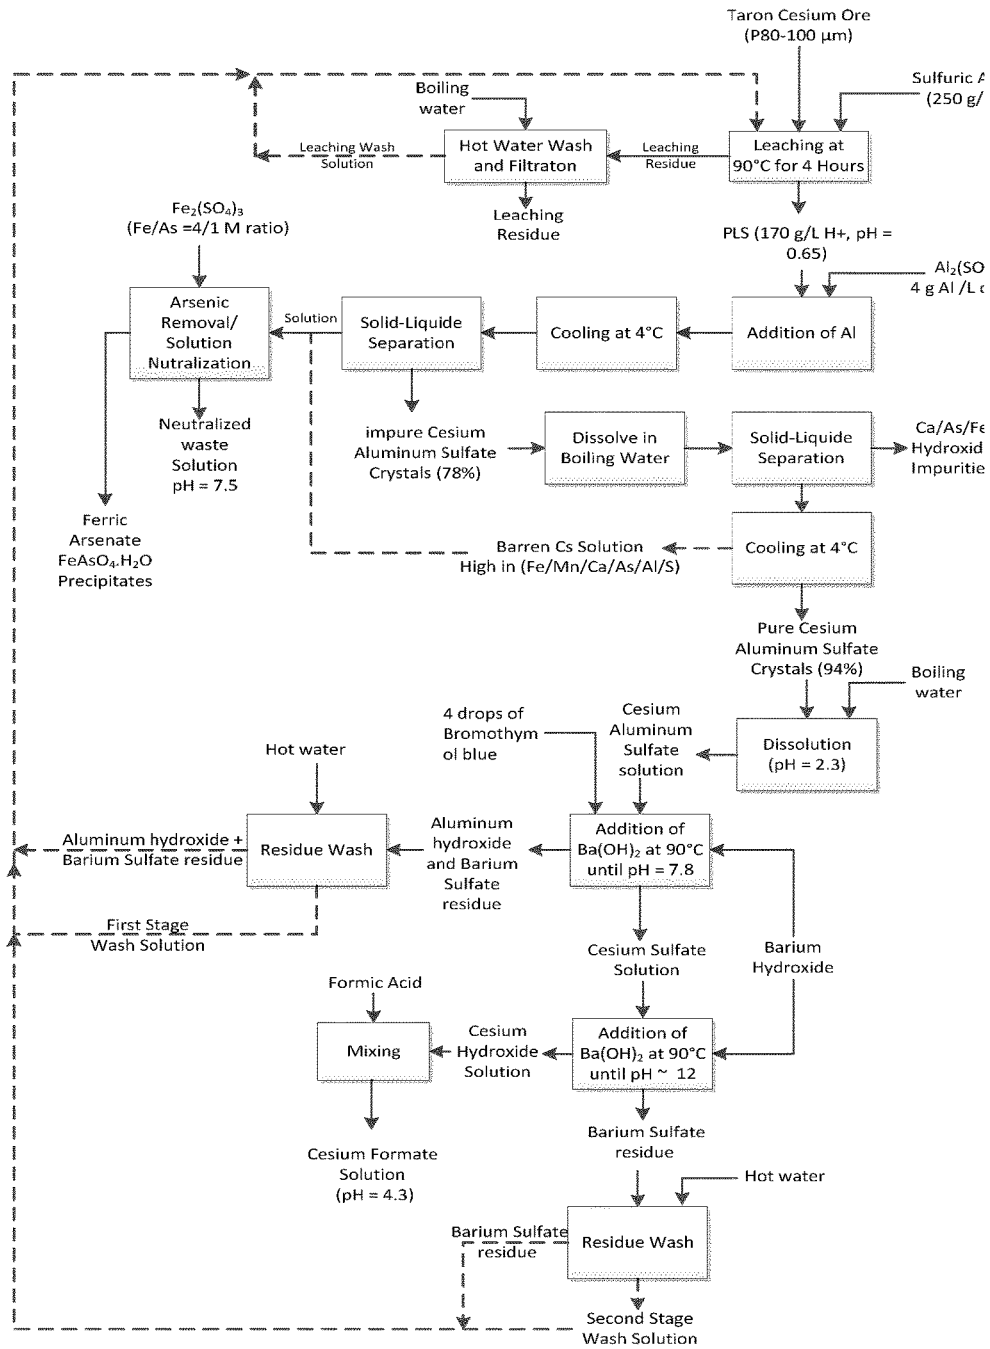 Taron Cesium Ore
(P80-100 µm)
Sulfuric
(250 g/
Boiling
water
Leaching Wash
Solution
Hot Water Wash
and Filtraton
Leaching
Residue
Leaching at
90°C for 4 Hours
Leaching
Residue
Fe₂(SO₄)₃
(Fe/As =4/1 M ratio)
PLS (170 g/L H+, pH =
0.65)
Al₂(SO
4 g Al /L
Arsenic
Removal/
Solution
Nutralization
Solution
Solid-Liquide
Separation
Cooling at 4°C
Addition of Al
Neutralized
waste
Solution
pH = 7.5
impure Cesium
Aluminum Sulfate
Crystals (78%)
Dissolve in
Boiling Water
Solid-Liquide
Separation
Ca/As/Fe
Hydroxid
Impuritie
Ferric
Arsenate
FeAsO₄.H₂O
Precipitates
Barren Cs Solution
High in (Fe/Mn/Ca/As/Al/S)
Cooling at 4°C
Pure Cesium
Aluminum Sulfate
Crystals (94%)
Boiling
water
4 drops of
Bromothym
ol blue
Cesium
Aluminum
Sulfate
solution
Dissolution
(pH = 2.3)
Hot water
Aluminum hydroxide +
Barium Sulfate residue
Residue Wash
Aluminum
hydroxide
and Barium
Sulfate
residue
Addition of
Ba(OH)₂ at 90°C
until pH = 7.8
First Stage
Wash Solution
Cesium Sulfate
Solution
Barium
Hydroxide
Formic Acid
Mixing
Cesium
Hydroxide
Solution
Addition of
Ba(OH)₂ at 90°C
until pH ~ 12
Cesium Formate
Solution
(pH = 4.3)
Barium Sulfate
residue
Hot water
Barium Sulfate
residue
Residue Wash
Second Stage
Wash Solution